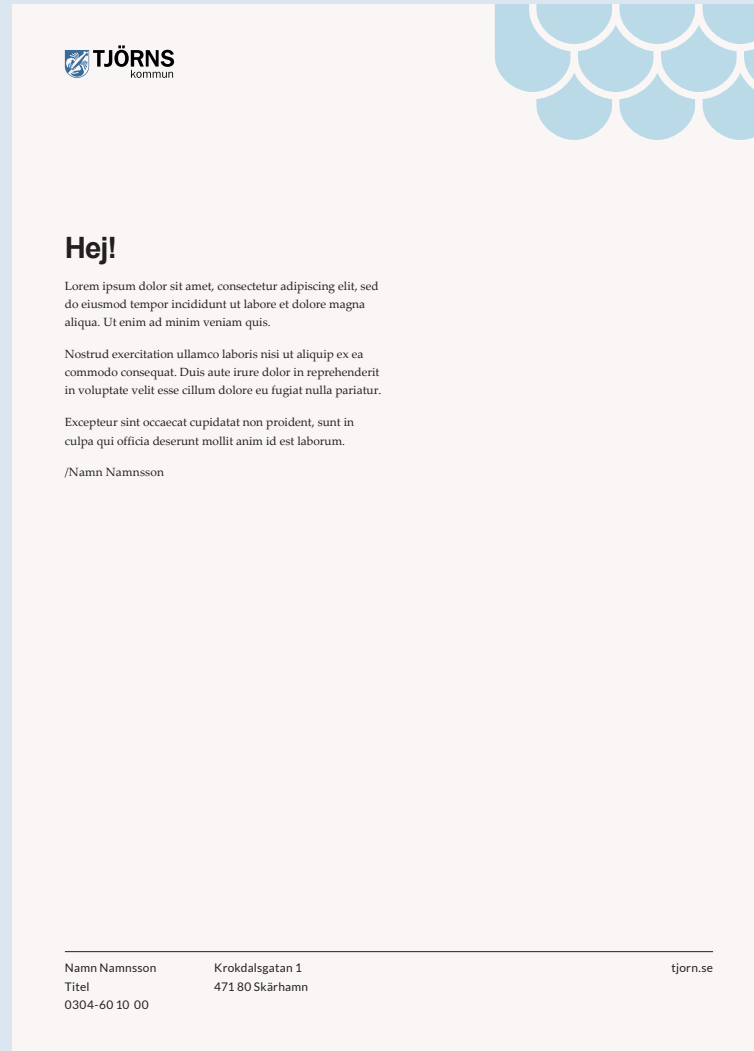 TJÖRNS
kommun
Hej!
Lorem ipsum dolor sit amet, consectetur adipiscing elit, sed
do eiusmod tempor incididunt ut labore et dolore magna
aliqua. Ut enim ad minim veniam quis.
Nostrud exercitation ullamco laboris nisi ut aliquip ex ea
commodo consequat. Duis aute irure dolor in reprehenderit
in voluptate velit esse cillum dolore eu fugiat nulla pariatur.
Excepteur sint occaecat cupidatat non proident, sunt in
culpa qui officia deserunt mollit anim id est laborum.
/Namn Namnsson
Namn Namnsson
Titel
0304-60 10 00
Krokdalsgatan 1
471 80 Skärhamn
tjorn.se